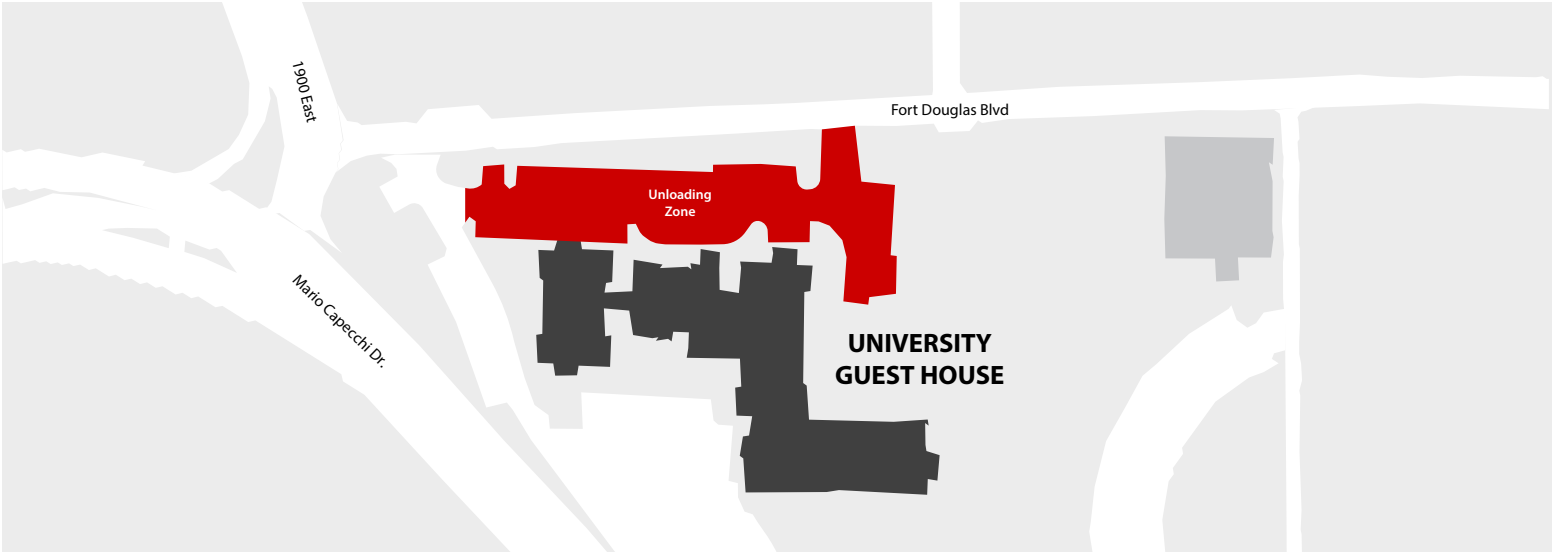 1900 East
Fort Douglas Blvd
Unloading
Zone
Mario Capecchi Dr.
UNIVERSITY
GUEST HOUSE